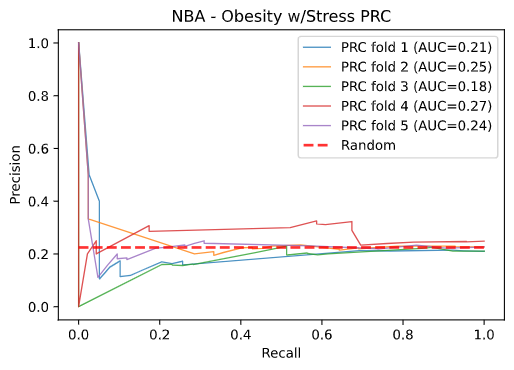 NBA - Obesity w/Stress PRC
PRC fold 1 (AUC=0.21)
PRC fold 2 (AUC=0.25)
PRC fold 3 (AUC=0.18)
PRC fold 4 (AUC=0.27)
PRC fold 5 (AUC=0.24)
Random
Precision
1.0
0.8
0.6
0.4
0.2
0.0
0.0 0.2 0.4 0.6 0.8 1.0
Recall